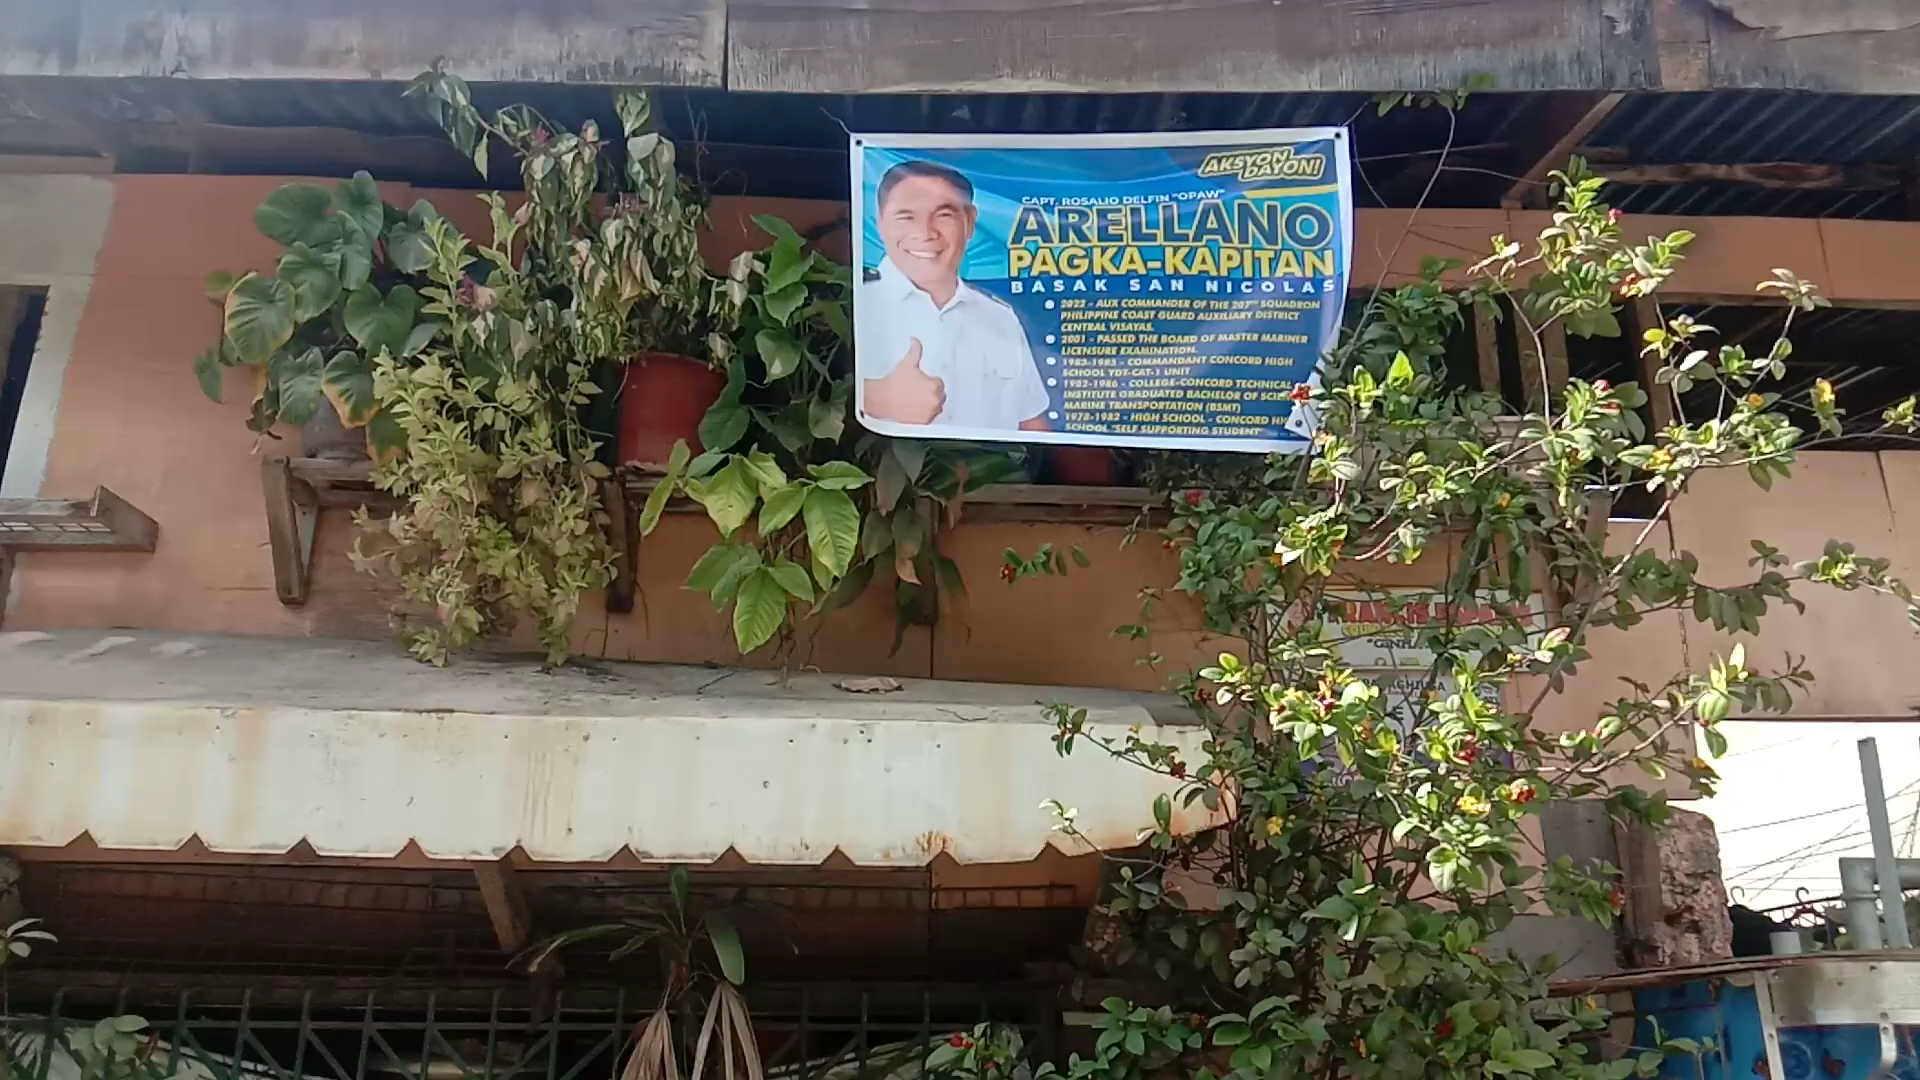 AKSYON
DAYON!
CAPT. ROSALIO DELFIN "OPAW"
ARELLANO
PAGKA-KAPITAN
BASAK SAN NICOLAS
2022 - AUX COMMANDER OF THE 207TH SQUADRON
PHILIPPINE COAST GUARD AUXILIARY DISTRICT
CENTRAL VISAYAS.
2001 - PASSED THE BOARD OF MASTER MARINER
LICENSURE EXAMINATION.
1983-1985 - COMMANDANT CONCORD HIGH
SCHOOL YDT-CAT-1 UNIT
1982-1986 - COLLEGE-CONCORD TECHNICAL
INSTITUTE GRADUATED BACHELOR OF
MARINE TRANSPORTATION (BSMT)
1978-1982 - HIGH SCHOOL - CONCORD
SCHOOL "SELF SUPPORTING STUDENT"